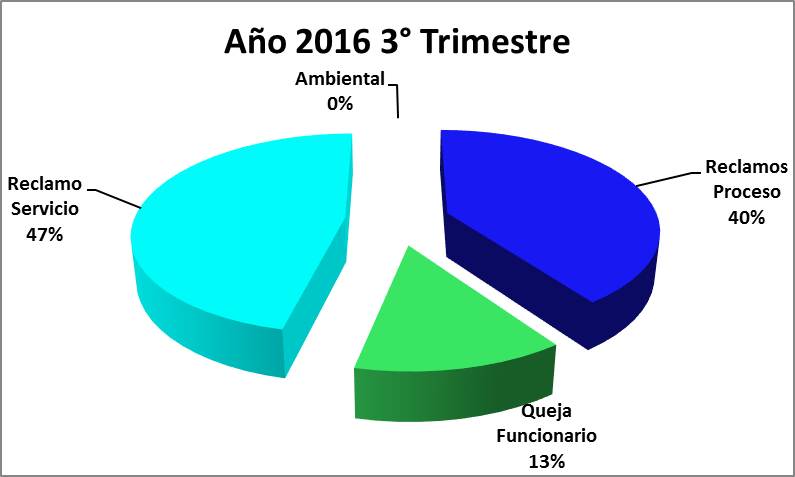 Año 2016 3° Trimestre
Ambiental
0%
Reclamos
Proceso
40%
Reclamo
Servicio
47%
Queja
Funcionario
13%